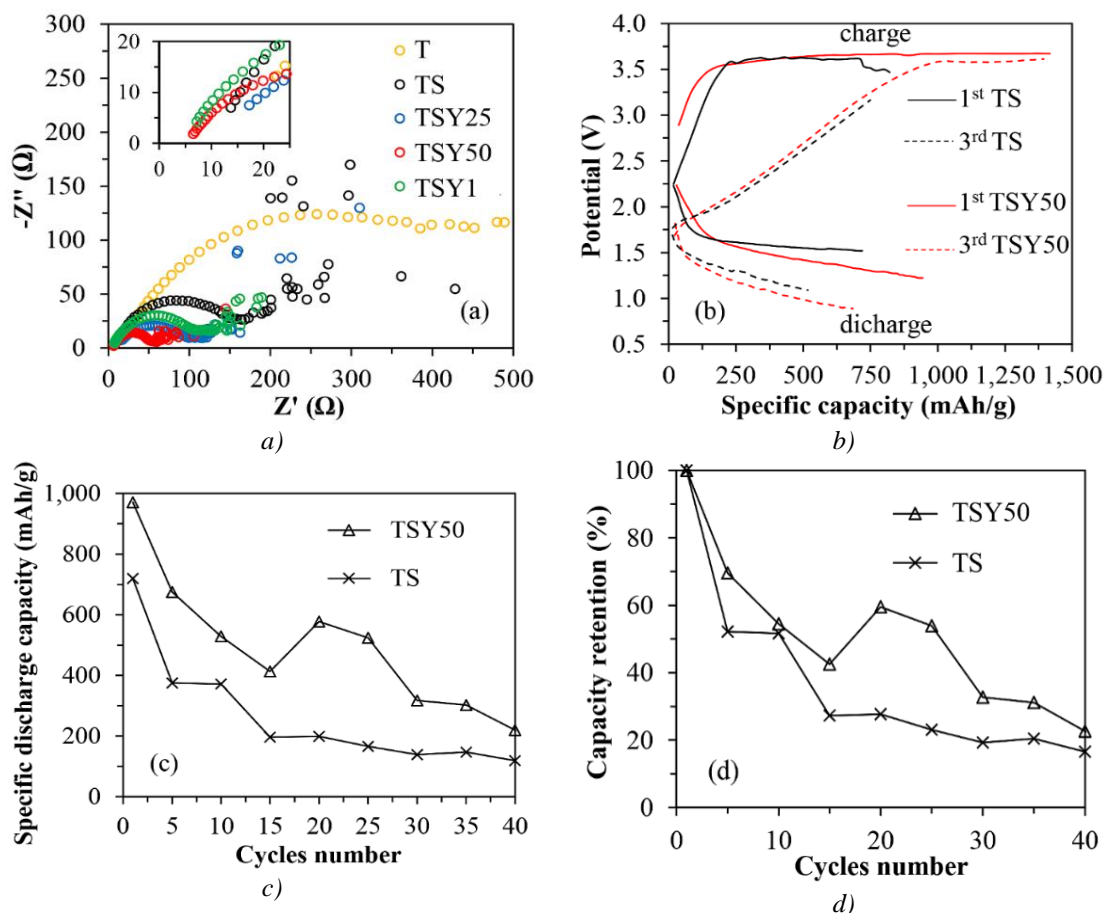 300
250
200
150
100
50
0
-Z'' (Ω)
20
10
0
0 10 20
T
TS
TSY25
TSY50
TSY1
(a)
0 100 200 300 400 500
Z' (Ω)
a)
4.0
3.5
3.0
2.5
2.0
1.5
1.0
0.5
Potential (V)
charge
1st TS
3rd TS
1st TSY50
3rd TSY50
(b)
dicharge
0 250 500 750 1,000 1,250 1,500
Specific capacity (mAh/g)
b)
1,000
800
600
400
200
0
Specific discharge capacity (mAh/g)
TSY50
TS
(c)
0 5 10 15 20 25 30 35 40
Cycles number
c)
100
80
60
40
20
0
Capacity retention (%)
TSY50
TS
(d)
0 10 20 30 40
Cycles number
d)